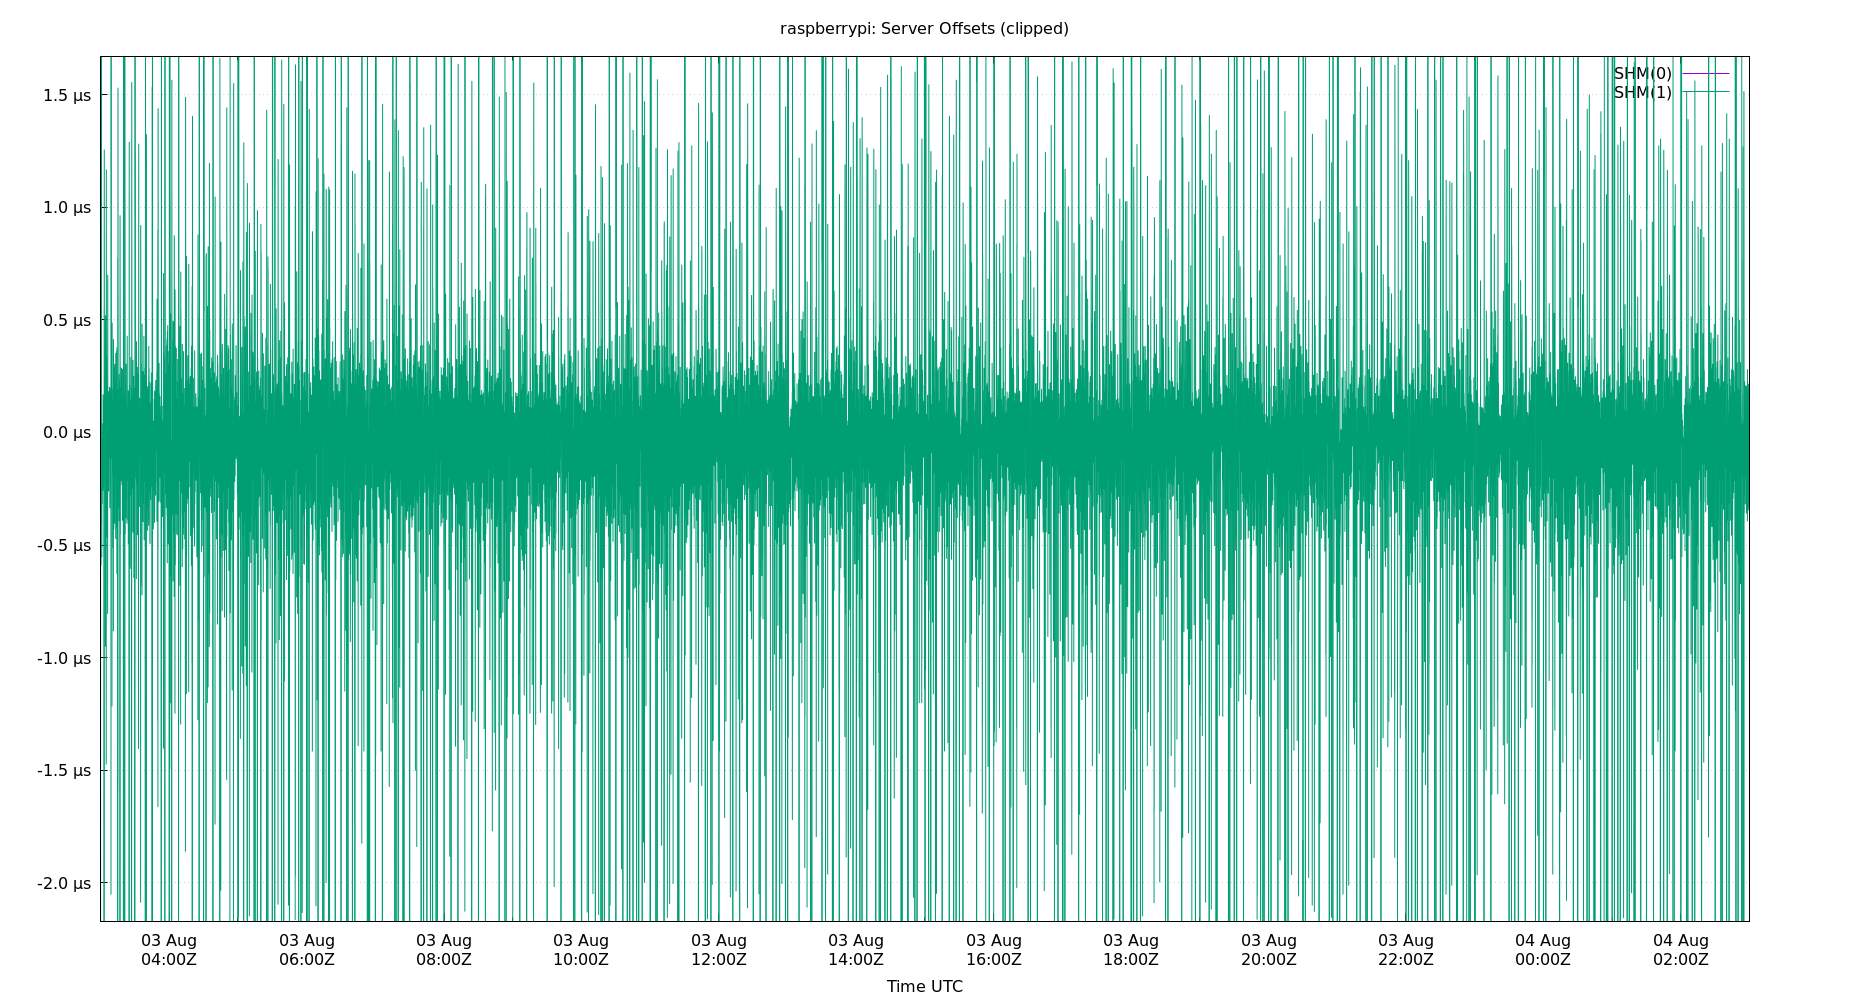 raspberrypi: Server Offsets (clipped)
SHM(0)
SHM(1)
1.5 µs
1.0 µs
0.5 µs
0.0 µs
-0.5 µs
-1.0 µs
-1.5 µs
-2.0 µs
03 Aug 03 Aug 03 Aug 03 Aug 03 Aug 03 Aug 03 Aug 03 Aug 03 Aug 03 Aug 04 Aug 04 Aug
04:00Z 06:00Z 08:00Z 10:00Z 12:00Z 14:00Z 16:00Z 18:00Z 20:00Z 22:00Z 00:00Z 02:00Z
Time UTC